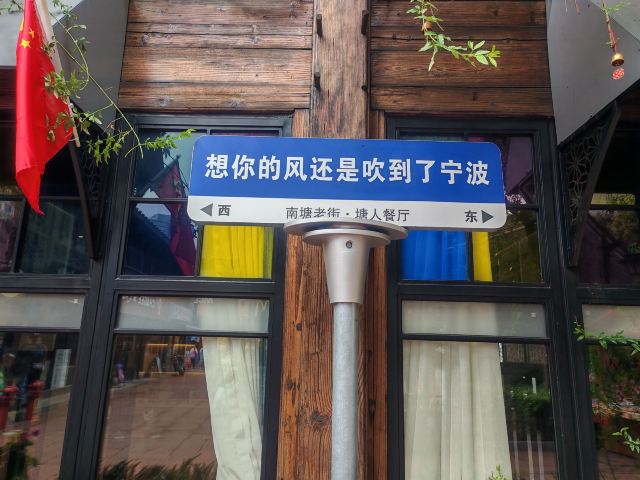 想你的风还是吹到了宁波
◀西 南塘老街·塘人餐厅 东▶